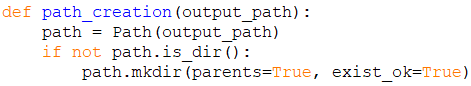 def path_creation(output_path):
    path = Path(output_path)
    if not path.is_dir():
        path.mkdir(parents=True, exist_ok=True)